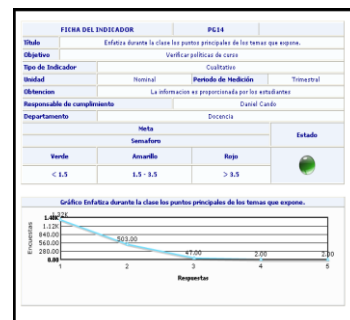 FICHA DEL INDICADOR PG14
Título Enfatiza durante la clase los puntos principales de los temas que expone.
Objetivo Verificar políticas de curso
Tipo de Indicador Cualitativo
Unidad Nominal Periodo de Medición Trimestral
Obtencion La informacion es proporcionada por los estudiantes
Responsable de cumplimiento Daniel Cando
Departamento Docencia
Meta Estado
Semaforo
Verde Amarillo Rojo
< 1.5 1.5 - 3.5 > 3.5
Gráfico Enfatiza durante la clase los puntos principales de los temas que expone.
1.32K
1.40K
1.12K
840.00
560.00
280.00
0.00
Encuestas
503.00
47.00
2.00
2.00
1 2 3 4 5
Respuestas